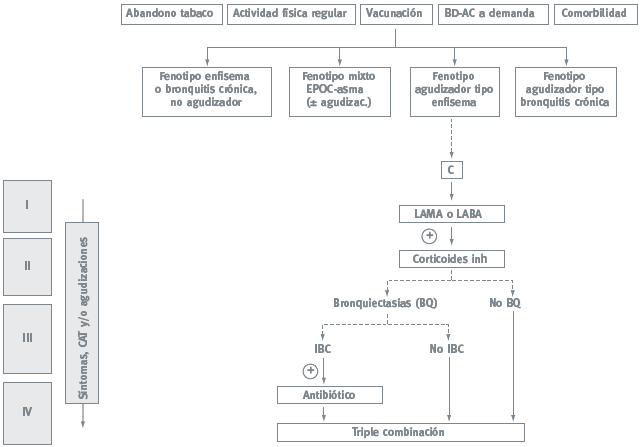 Abandono tabaco
Actividad física regular
Vacunación
BD-AC a demanda
Comorbilidad
Fenotipo enfisema
o bronquitis crónica,
no agudizador
Fenotipo mixto
EPOC-asma
(± agudizac.)
Fenotipo
agudizador tipo
enfisema
Fenotipo
agudizador tipo
bronquitis crónica
C
I
LAMA o LABA
+
II
Corticoides inh
Síntomas, CAT y/o agudizaciones
Bronquiectasias (BQ)
No BQ
III
IBC
No IBC
+
Antibiótico
IV
Triple combinación